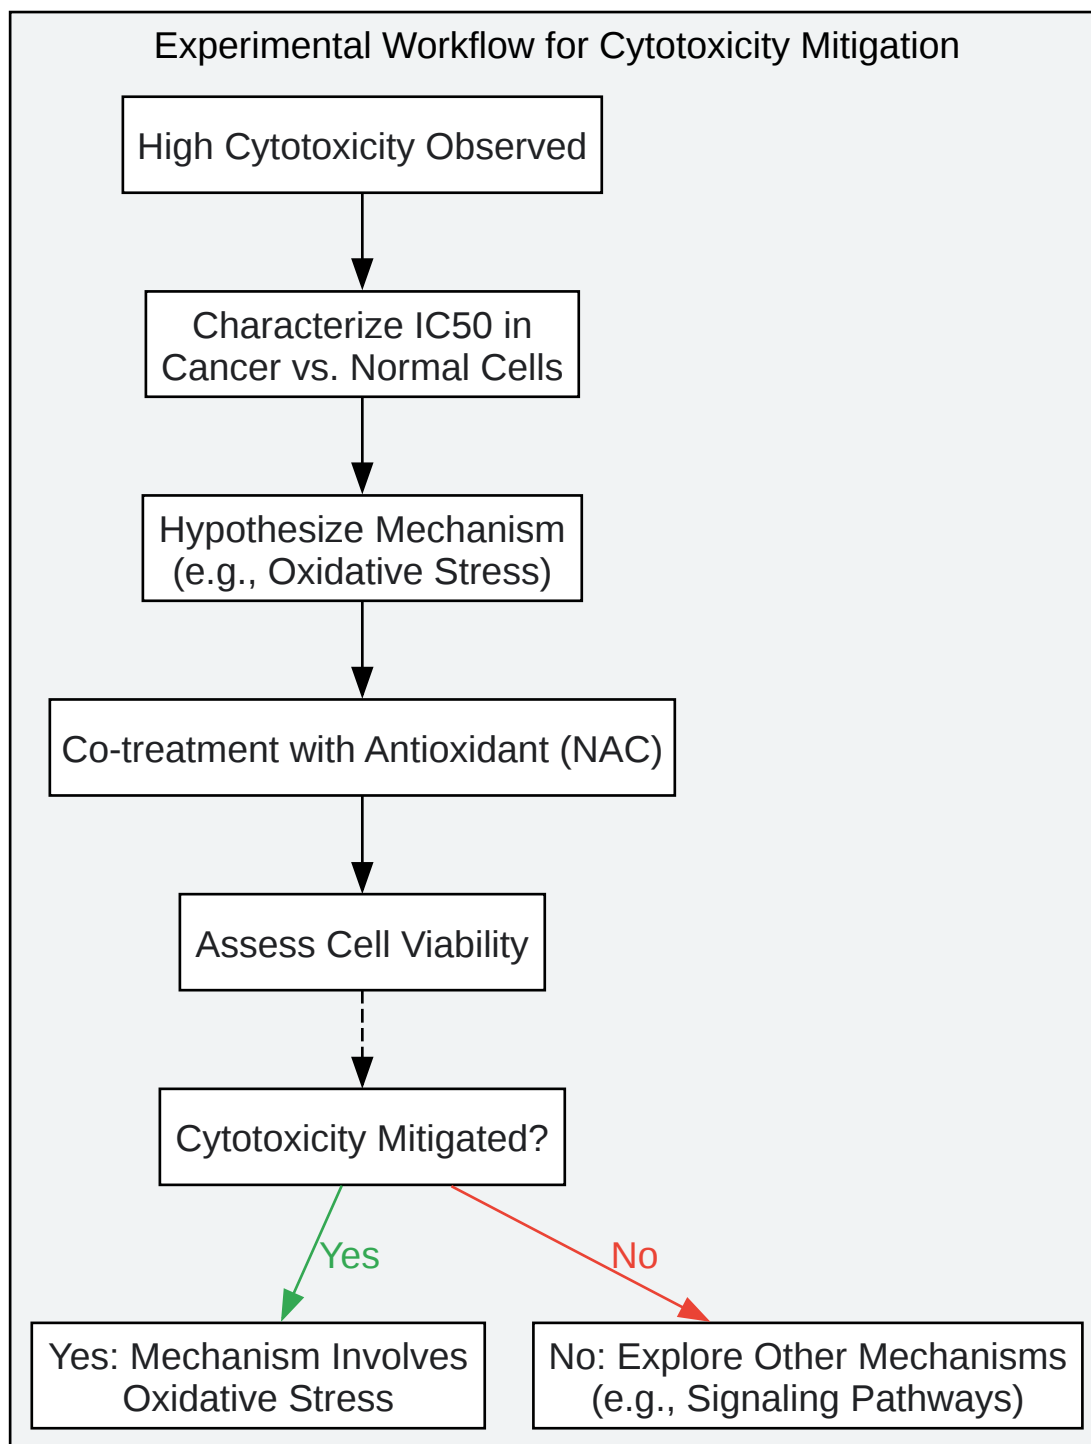 Experimental Workflow for Cytotoxicity Mitigation
High Cytotoxicity Observed
Characterize IC50 in
Cancer vs. Normal Cells
Hypothesize Mechanism
(e.g., Oxidative Stress)
Co-treatment with Antioxidant (NAC)
Assess Cell Viability
Cytotoxicity Mitigated?
Yes
No
Yes: Mechanism Involves
Oxidative Stress
No: Explore Other Mechanisms
(e.g., Signaling Pathways)